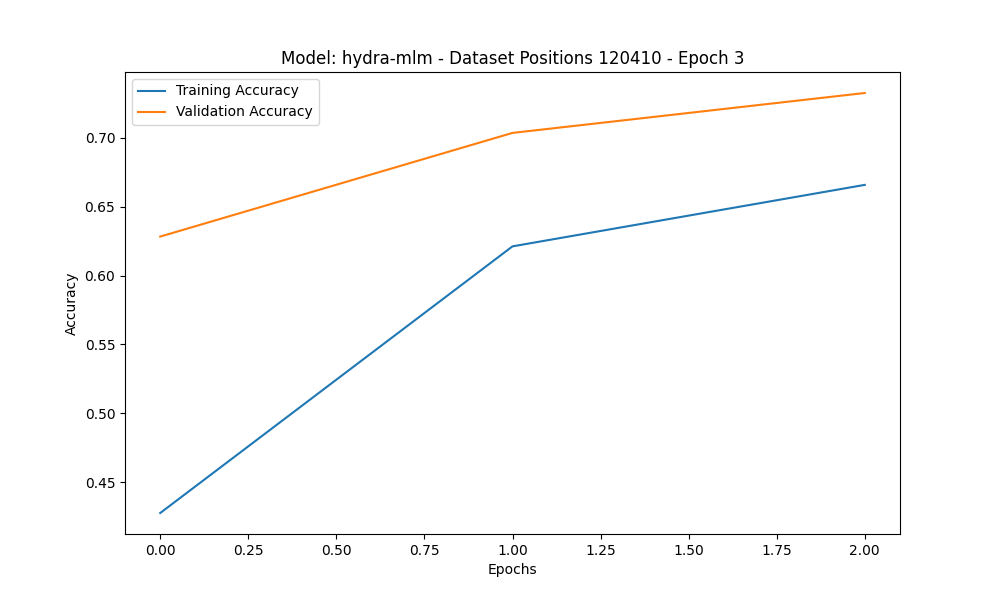 Model: hydra-mlm - Dataset Positions 120410 - Epoch 3
Training Accuracy
Validation Accuracy
0.70
0.65
0.60
0.55
0.50
0.45
Accuracy
0.00 0.25 0.50 0.75 1.00 1.25 1.50 1.75 2.00
Epochs